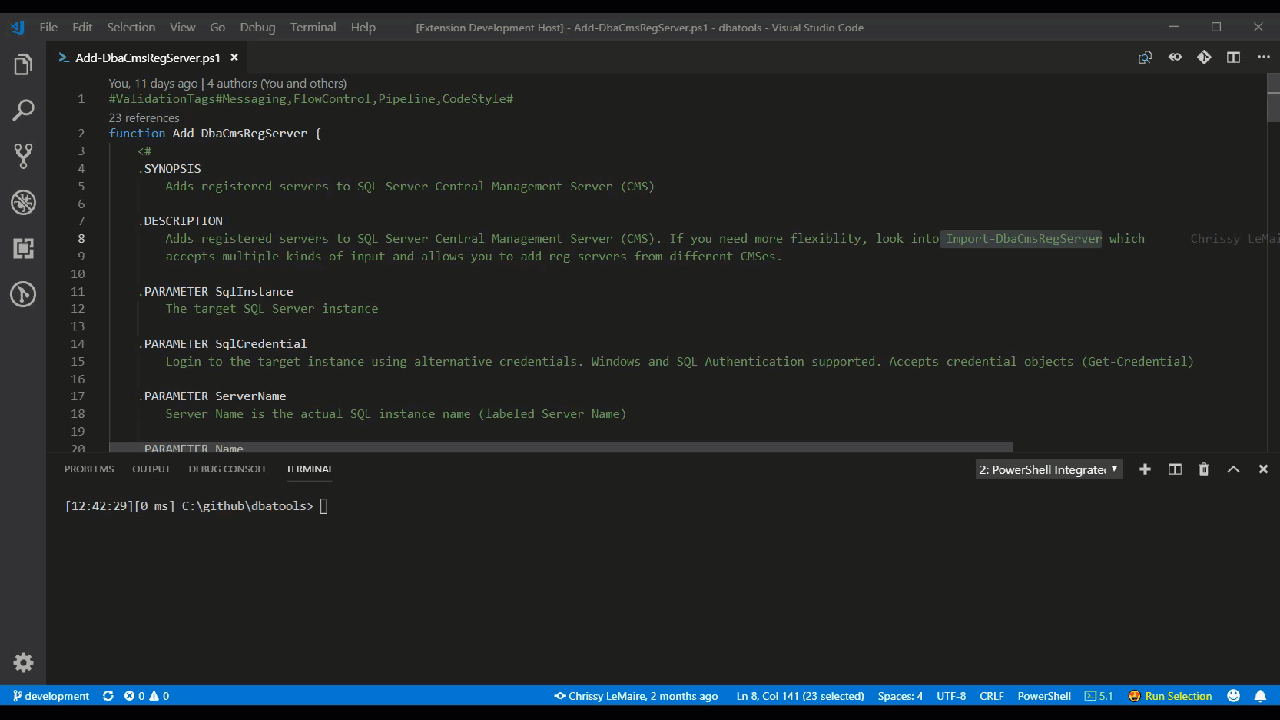 File Edit Selection View Go Debug Terminal Help [Extension Development Host] - Add-DbaCmsRegServer.ps1 - dbatools - Visual Studio Code
Add-DbaCmsRegServer.ps1
You, 11 days ago | 4 authors (You and others)
1 #ValidationTags#Messaging,FlowControl,Pipeline,CodeStyle#
23 references
2 function Add-DbaCmsRegServer {
3 <#
4 .SYNOPSIS
5 Adds registered servers to SQL Server Central Management Server (CMS)
6
7 .DESCRIPTION
8 Adds registered servers to SQL Server Central Management Server (CMS). If you need more flexiblity, look into Import-DbaCmsRegServer which Chrissy LeMai
9 accepts multiple kinds of input and allows you to add reg servers from different CMSes.
10
11 .PARAMETER SqlInstance
12 The target SQL Server instance
13
14 .PARAMETER SqlCredential
15 Login to the target instance using alternative credentials. Windows and SQL Authentication supported. Accepts credential objects (Get-Credential)
16
17 .PARAMETER ServerName
18 Server Name is the actual SQL instance name (labeled Server Name)
19
20 .PARAMETER Name
PROBLEMS OUTPUT DEBUG CONSOLE TERMINAL 2: PowerShell Integrated
[12:42:29][0 ms] C:\github\dbatools>
development 0 0 Chrissy LeMaire, 2 months ago Ln 8, Col 141 (23 selected) Spaces: 4 UTF-8 CRLF PowerShell 5.1 Run Selection